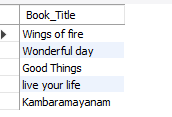 Book_Title
Wings of fire
Wonderful day
Good Things
live your life
Kambaramayanam